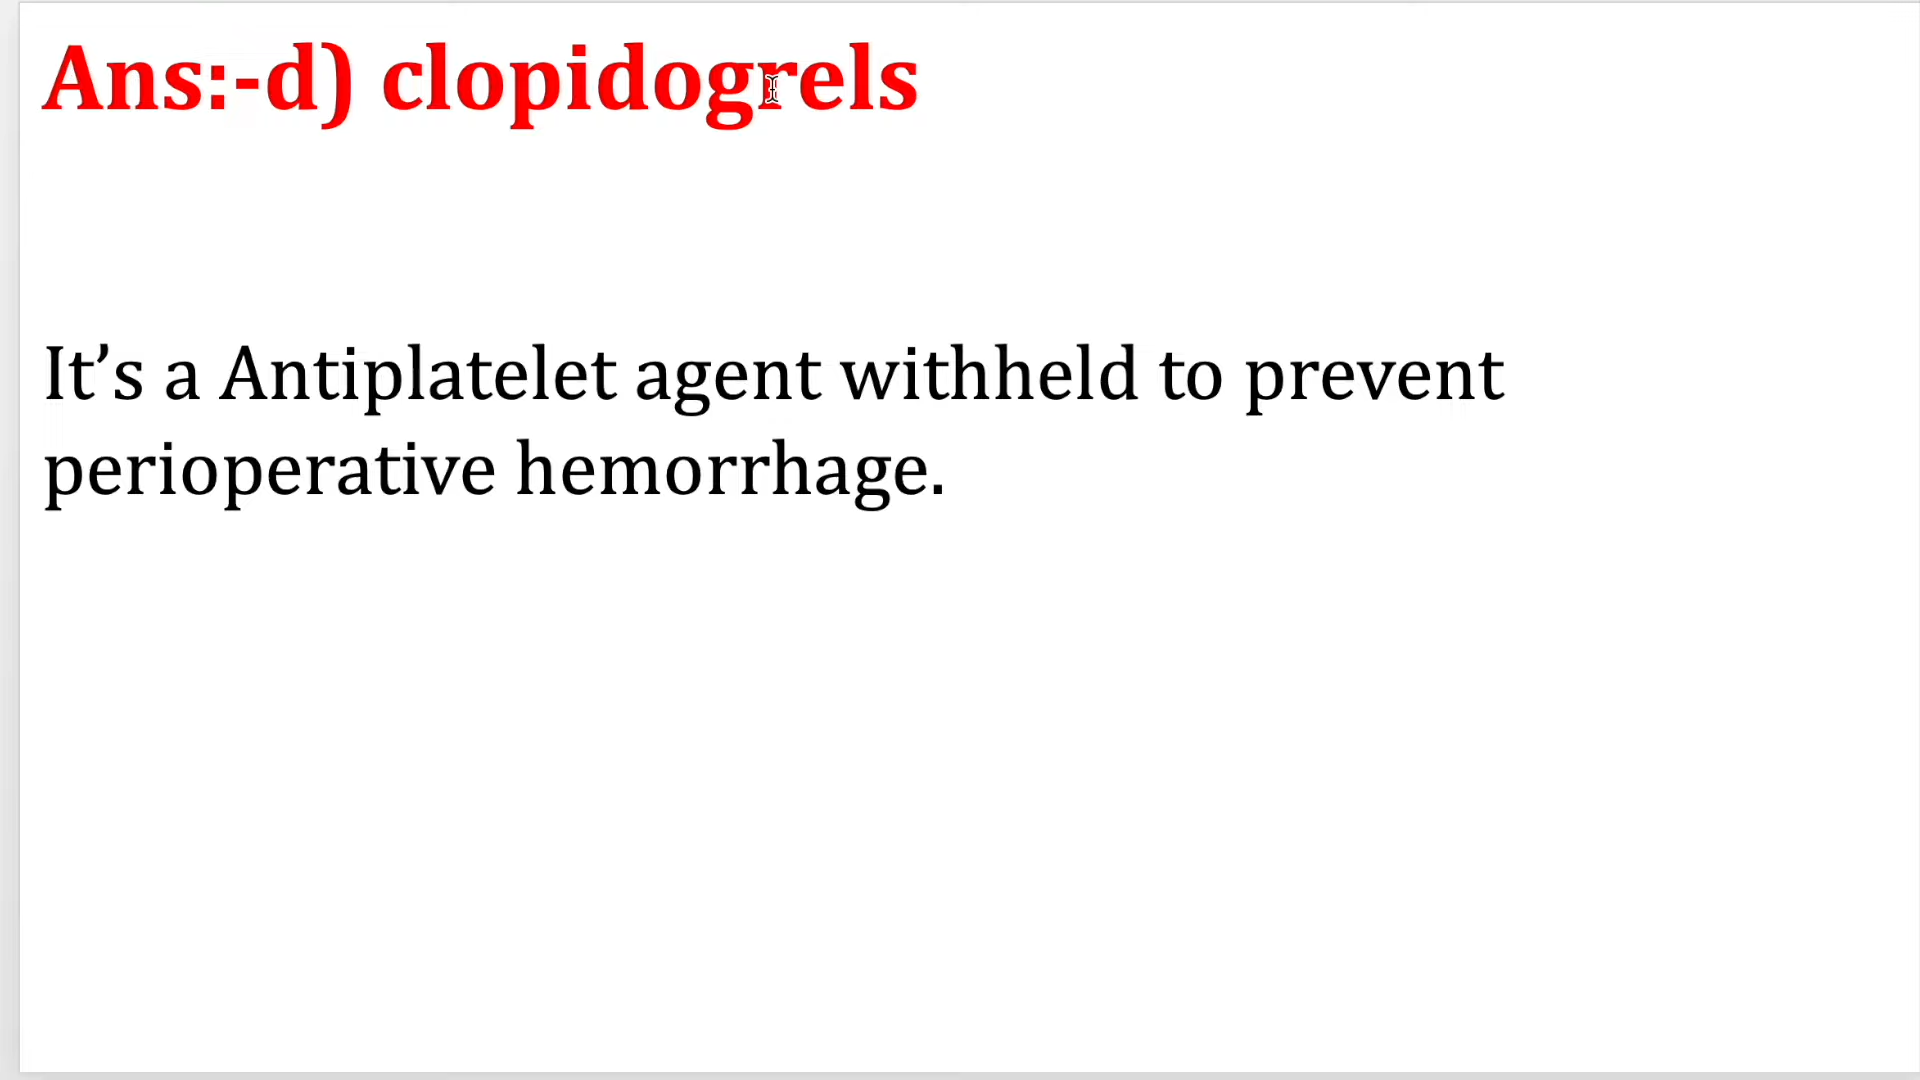 Ans:-d) clopidogrels
It’s a Antiplatelet agent withheld to prevent
perioperative hemorrhage.